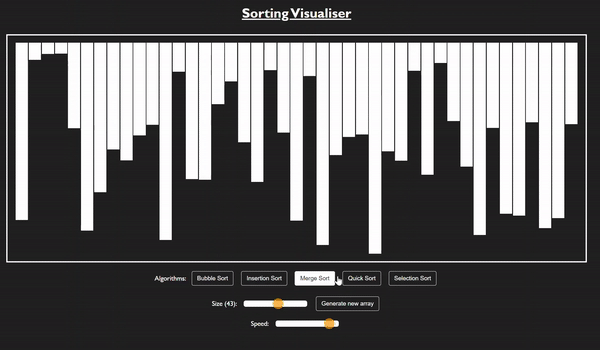 Sorting Visualiser
Algorithms: Bubble Sort Insertion Sort Merge Sort Quick Sort Selection Sort
Size (43): Generate new array
Speed: